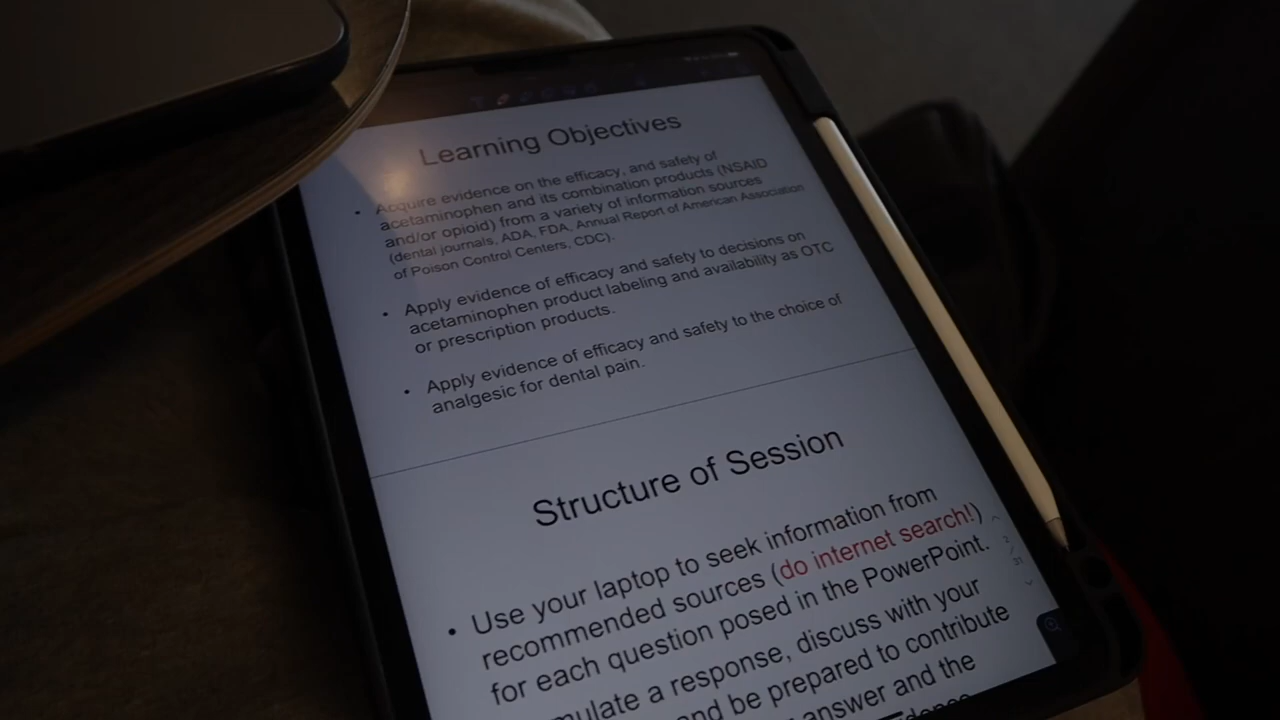 Learning Objectives
• Acquire evidence on the efficacy, and safety of
acetaminophen and its combination products (NSAID
and/or opioid) from a variety of information sources
(dental journals, ADA, FDA, Annual Report of American Association
of Poison Control Centers, CDC).
• Apply evidence of efficacy and safety to decisions on
acetaminophen product labeling and availability as OTC
or prescription products.
• Apply evidence of efficacy and safety to the choice of
analgesic for dental pain.
Structure of Session
• Use your laptop to seek information from
recommended sources (do internet search!)
for each question posed in the PowerPoint.
a response, discuss with your
and be prepared to contribute
answer and the
2
/
31